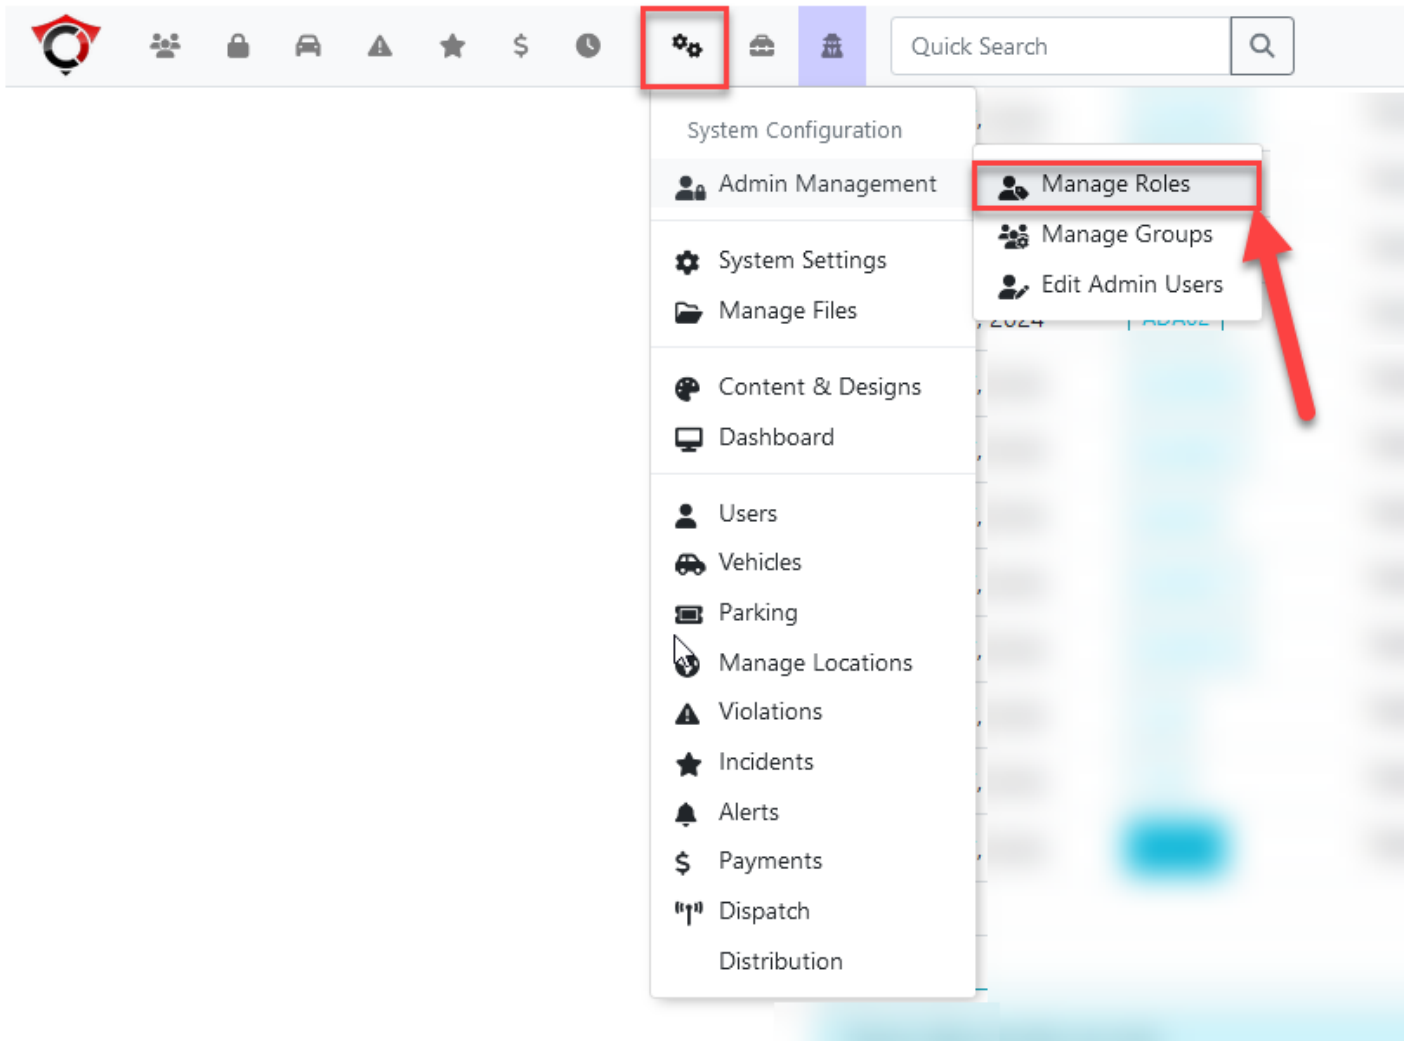 Quick Search
System Configuration
Admin Management
Manage Roles
Manage Groups
Edit Admin Users
System Settings
Manage Files
, 2024
Content & Designs
Dashboard
Users
Vehicles
Parking
Manage Locations
Violations
Incidents
Alerts
Payments
Dispatch
Distribution